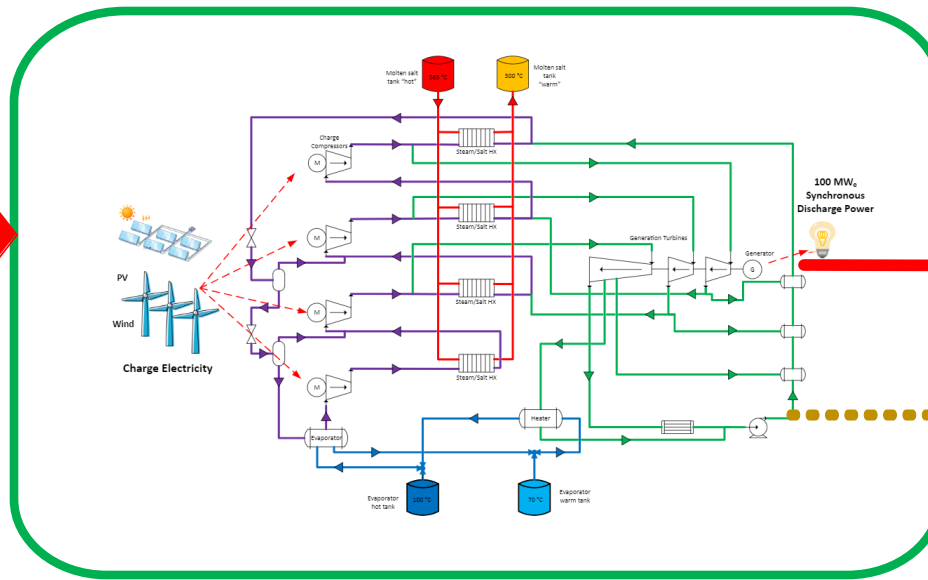 Molten salt
tank "hot"
565 °C
300 °C
Molten salt
tank
"warm"
Charge
Compressors
M
Steam/Salt HX
M
Steam/Salt HX
M
Steam/Salt HX
M
Steam/Salt HX
Generation Turbines
Generator
G
100 MWe
Synchronous
Discharge Power
PV
Wind
Charge Electricity
Evaporator
Heater
Evaporator
hot tank
100 °C
70 °C
Evaporator
warm tank